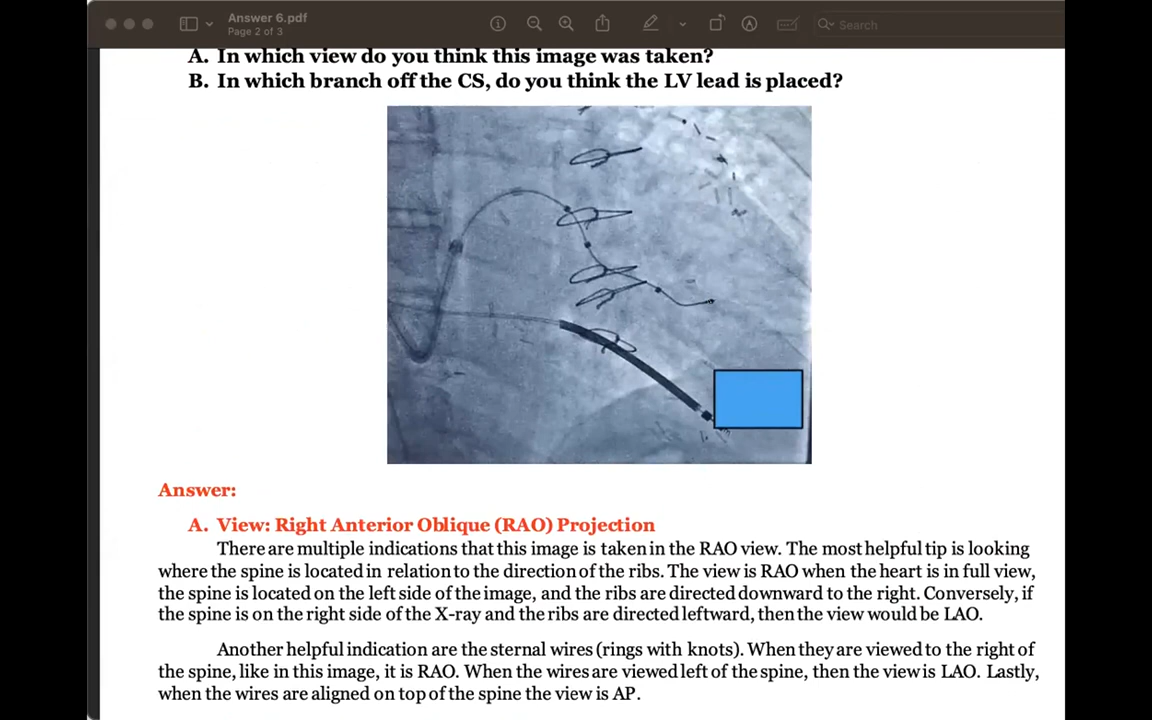 Answer 6.pdf
Page 2 of 3
Search
A. In which view do you think this image was taken?
B. In which branch off the CS, do you think the LV lead is placed?
Answer:
A. View: Right Anterior Oblique (RAO) Projection
There are multiple indications that this image is taken in the RAO view. The most helpful tip is looking
where the spine is located in relation to the direction of the ribs. The view is RAO when the heart is in full view,
the spine is located on the left side of the image, and the ribs are directed downward to the right. Conversely, if
the spine is on the right side of the X-ray and the ribs are directed leftward, then the view would be LAO.
Another helpful indication are the sternal wires (rings with knots). When they are viewed to the right of
the spine, like in this image, it is RAO. When the wires are viewed left of the spine, then the view is LAO. Lastly,
when the wires are aligned on top of the spine the view is AP.